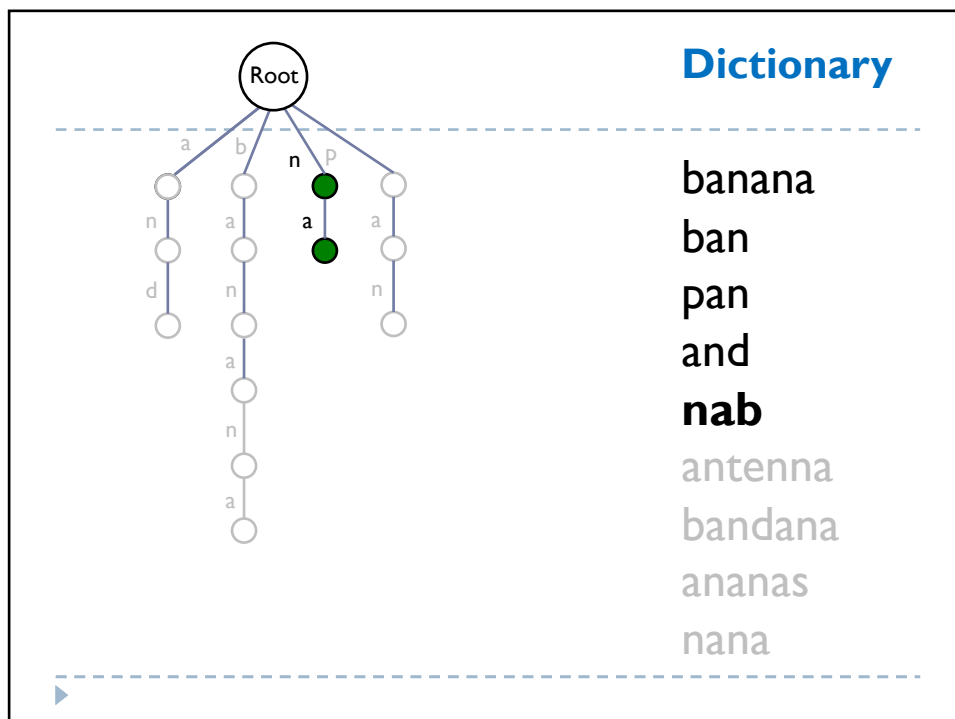 Dictionary
Root
a b n p
n a a a
d n n
a
n
a
banana
ban
pan
and
nab
antenna
bandana
ananas
nana